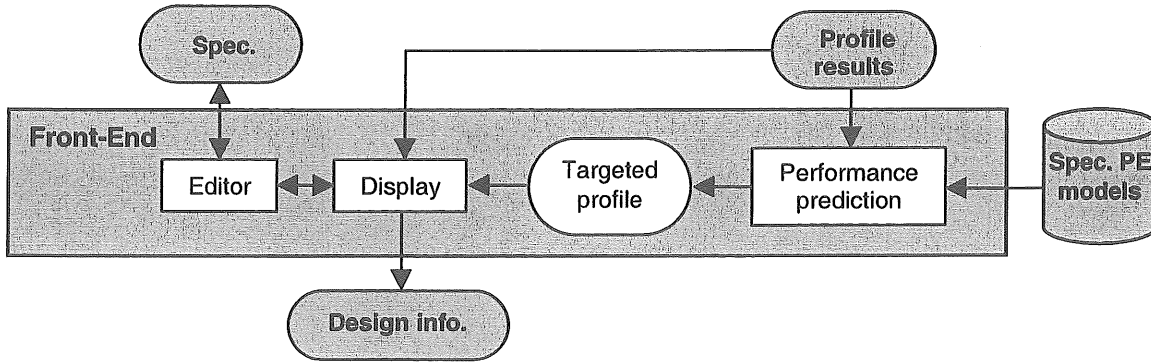 Spec.
Profile
results
Front-End
Editor
Display
Targeted
profile
Performance
prediction
Spec. PE
models
Design info.